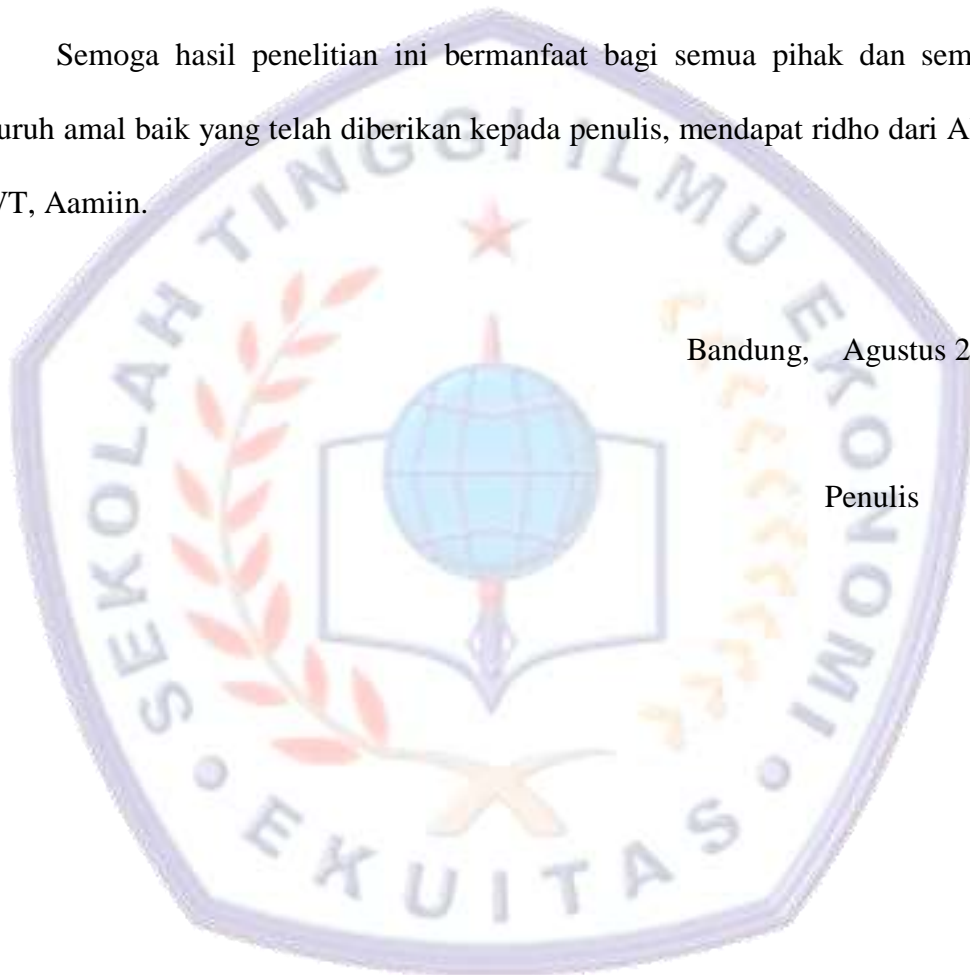 Semoga hasil penelitian ini bermanfaat bagi semua pihak dan sem
uruh amal baik yang telah diberikan kepada penulis, mendapat ridho dari A
VT, Aamiin.
SEKOLAH TINGGI ILMU EKONOMI
Bandung, Agustus 2
Penulis
• EKUITAS •